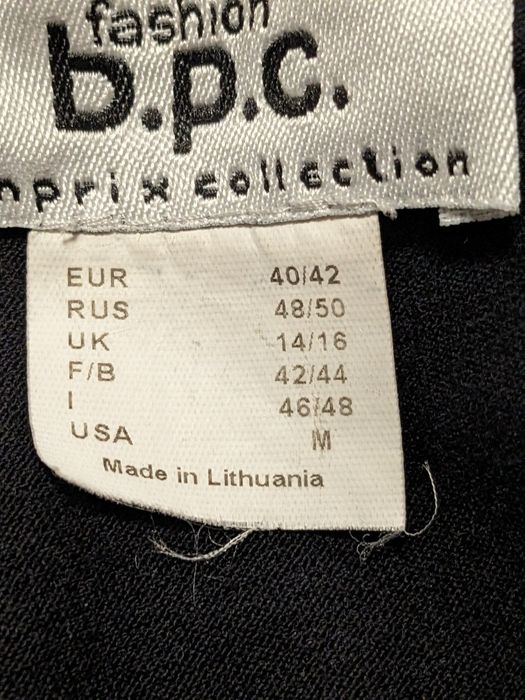 fashion
b.p.c.
nprix collection
EUR 40/42
RUS 48/50
UK 14/16
F/B 42/44
I 46/48
USA M
Made in Lithuania